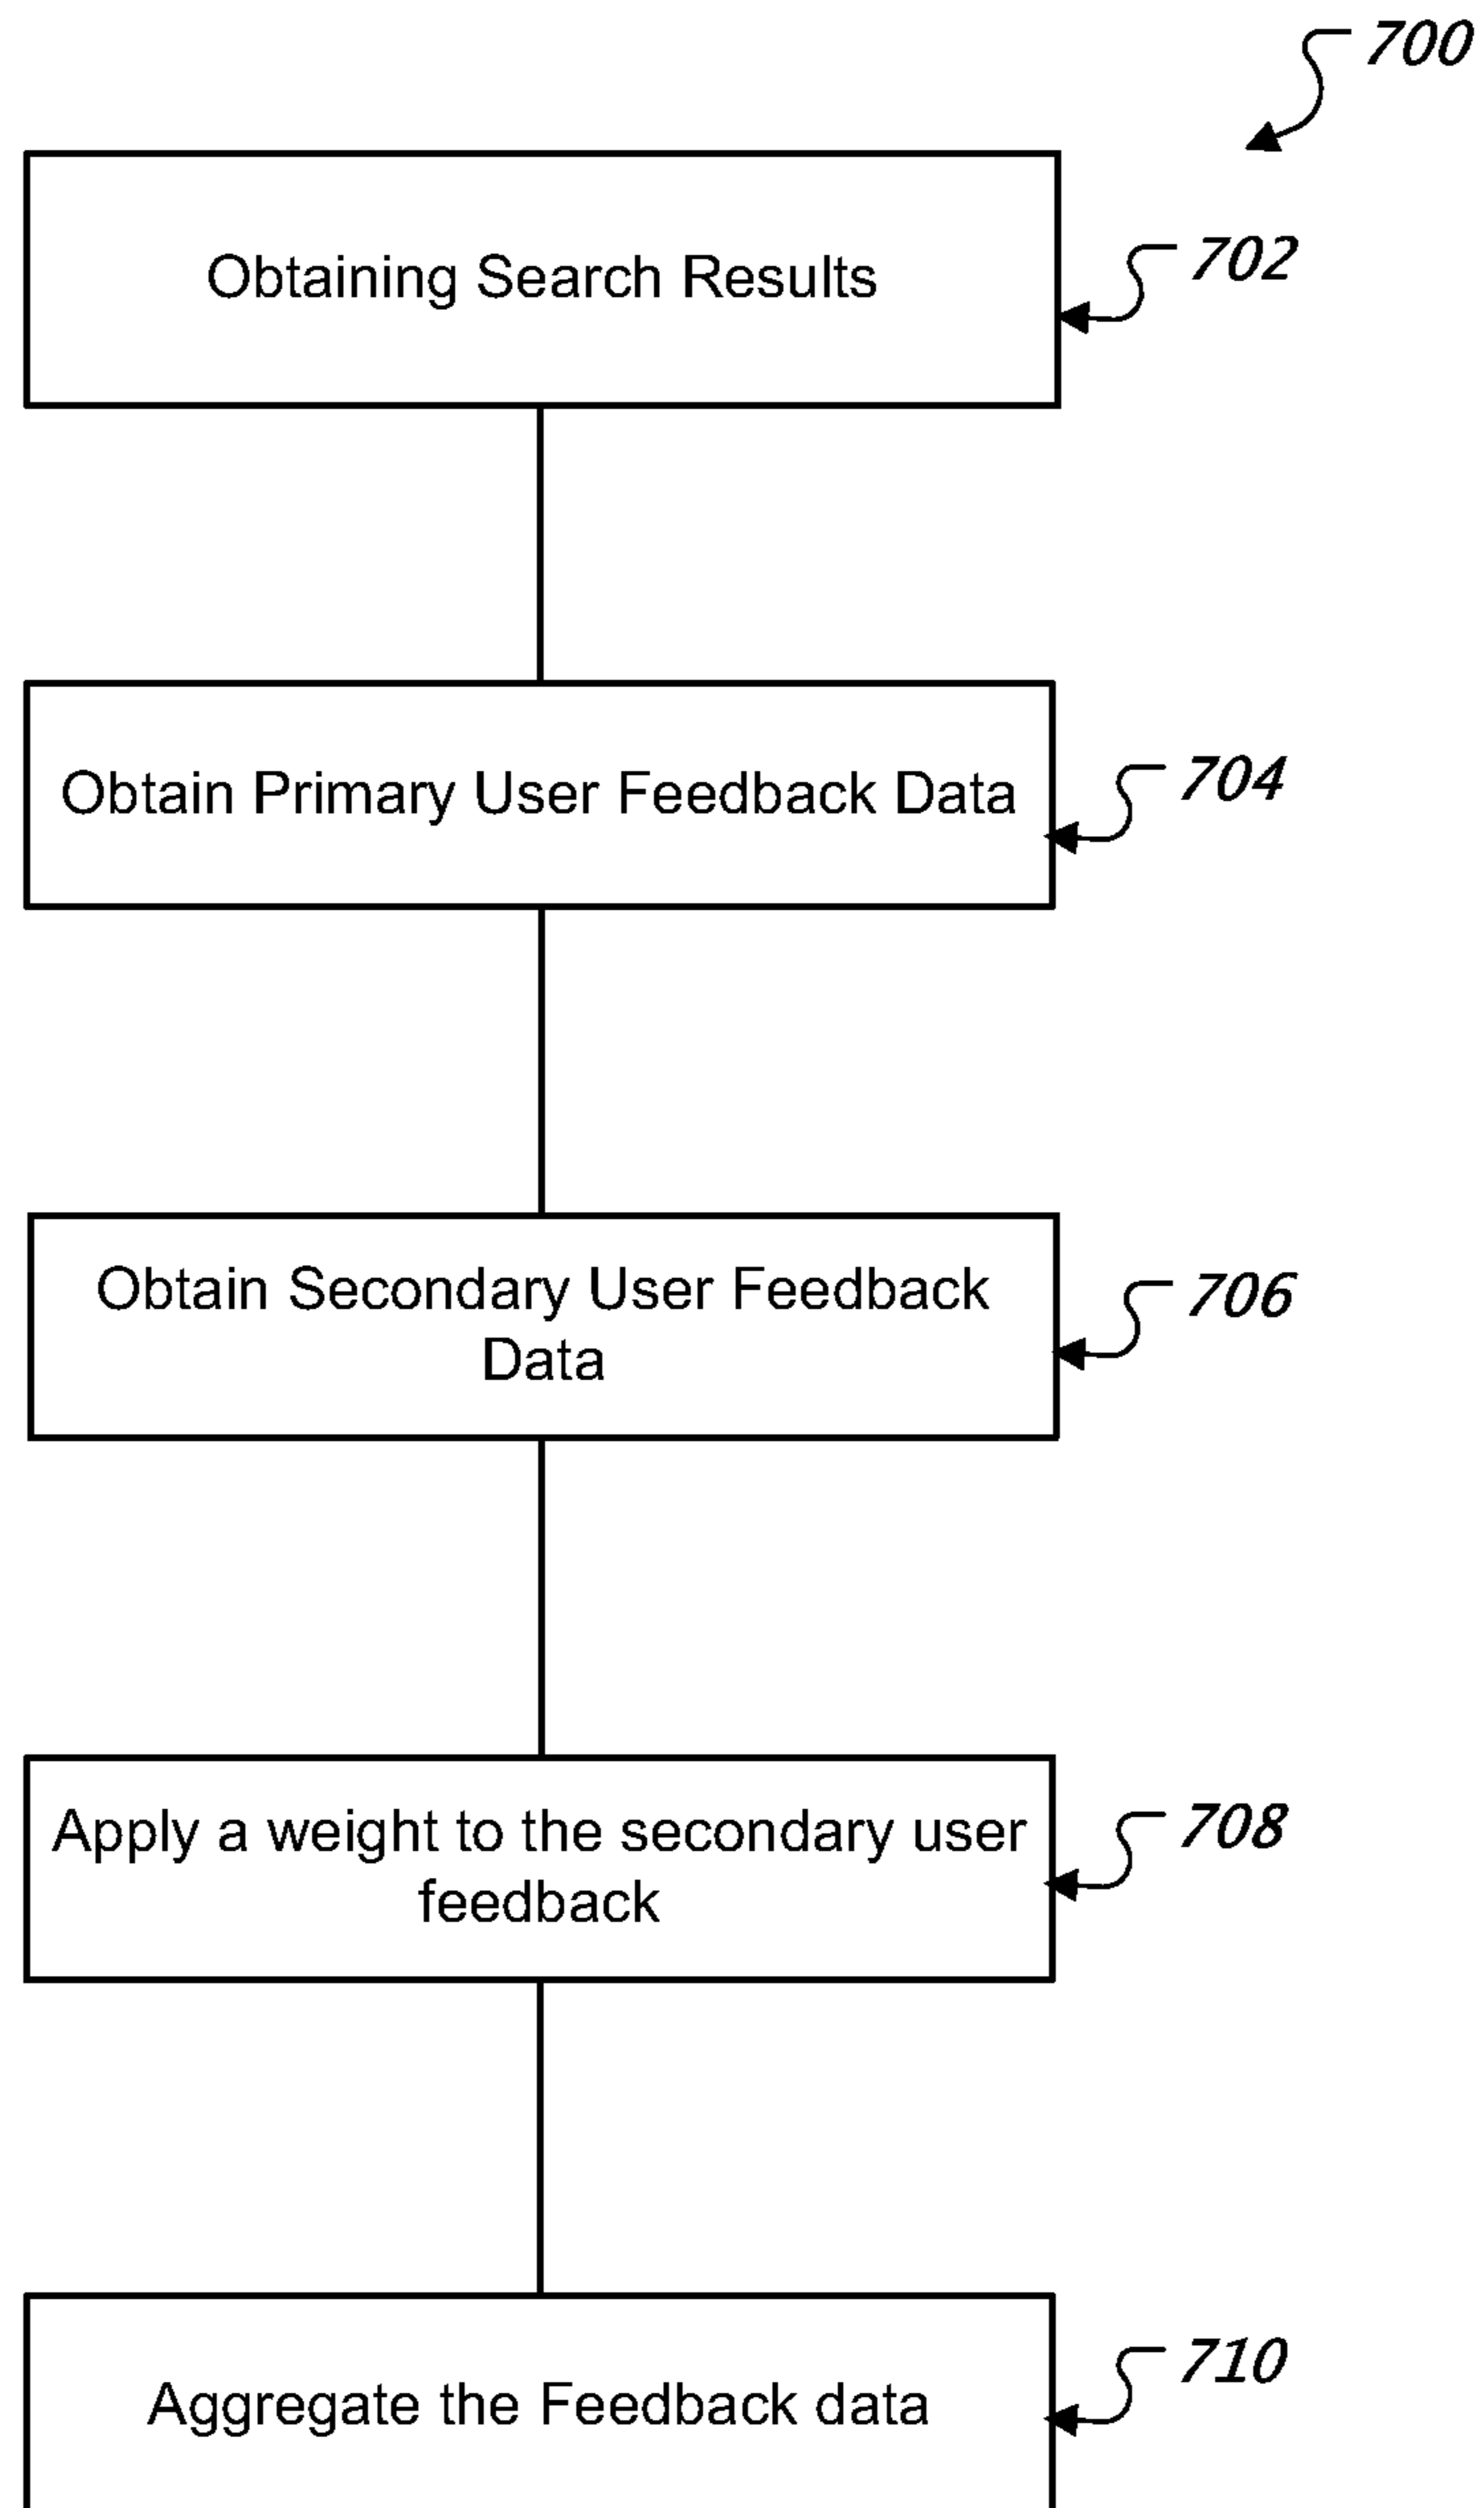 700
Obtaining Search Results
702
Obtain Primary User Feedback Data
704
Obtain Secondary User Feedback
Data
706
Apply a weight to the secondary user
feedback
708
Aggregate the Feedback data
710